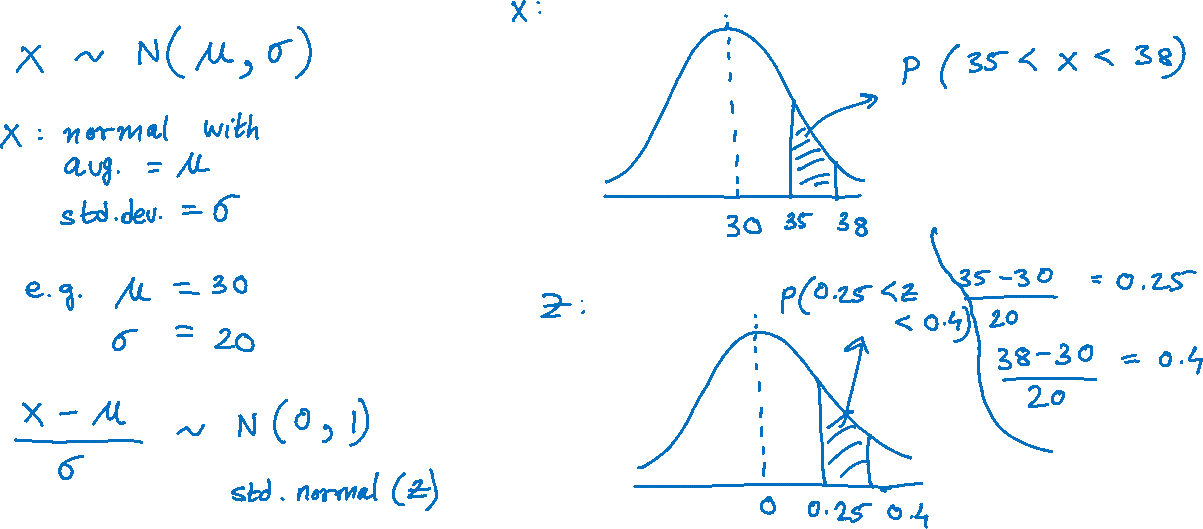 X ~ N(μ, σ)
X : normal with
avg. = μ
std.dev. = σ
e.g. μ = 30
σ = 20
X - μ
σ
~ N(0, 1)
std. normal (Z)
X:
P (35 < X < 38)
30 35 38
Z:
P(0.25 < Z
< 0.4)
35 - 30
20
= 0.25
38 - 30
20
= 0.4
0 0.25 0.4